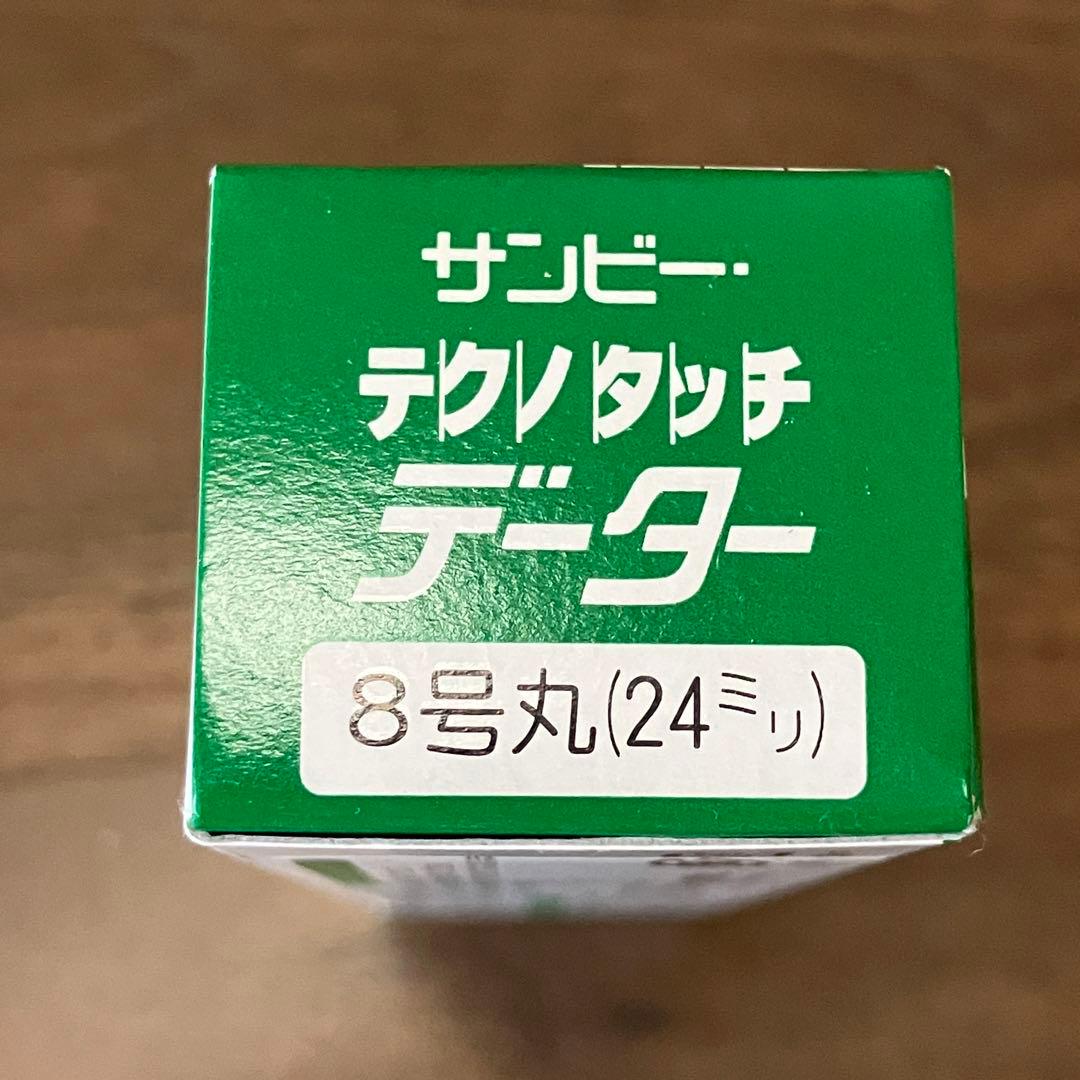 サンビー
テクノタッチ
データー
8号丸(24ミリ)